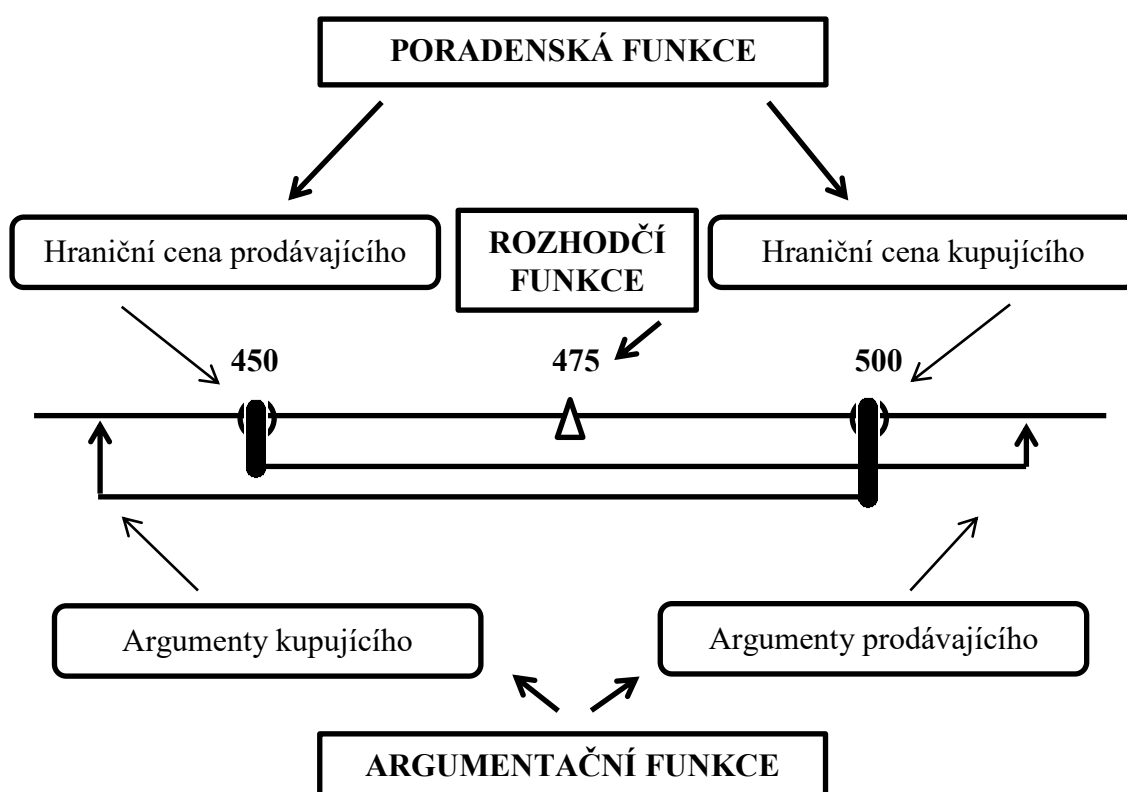 PORADENSKÁ FUNKCE
Hraniční cena prodávajícího
ROZHODČÍ
FUNKCE
Hraniční cena kupujícího
450
475
500
Argumenty kupujícího
Argumenty prodávajícího
ARGUMENTAČNÍ FUNKCE